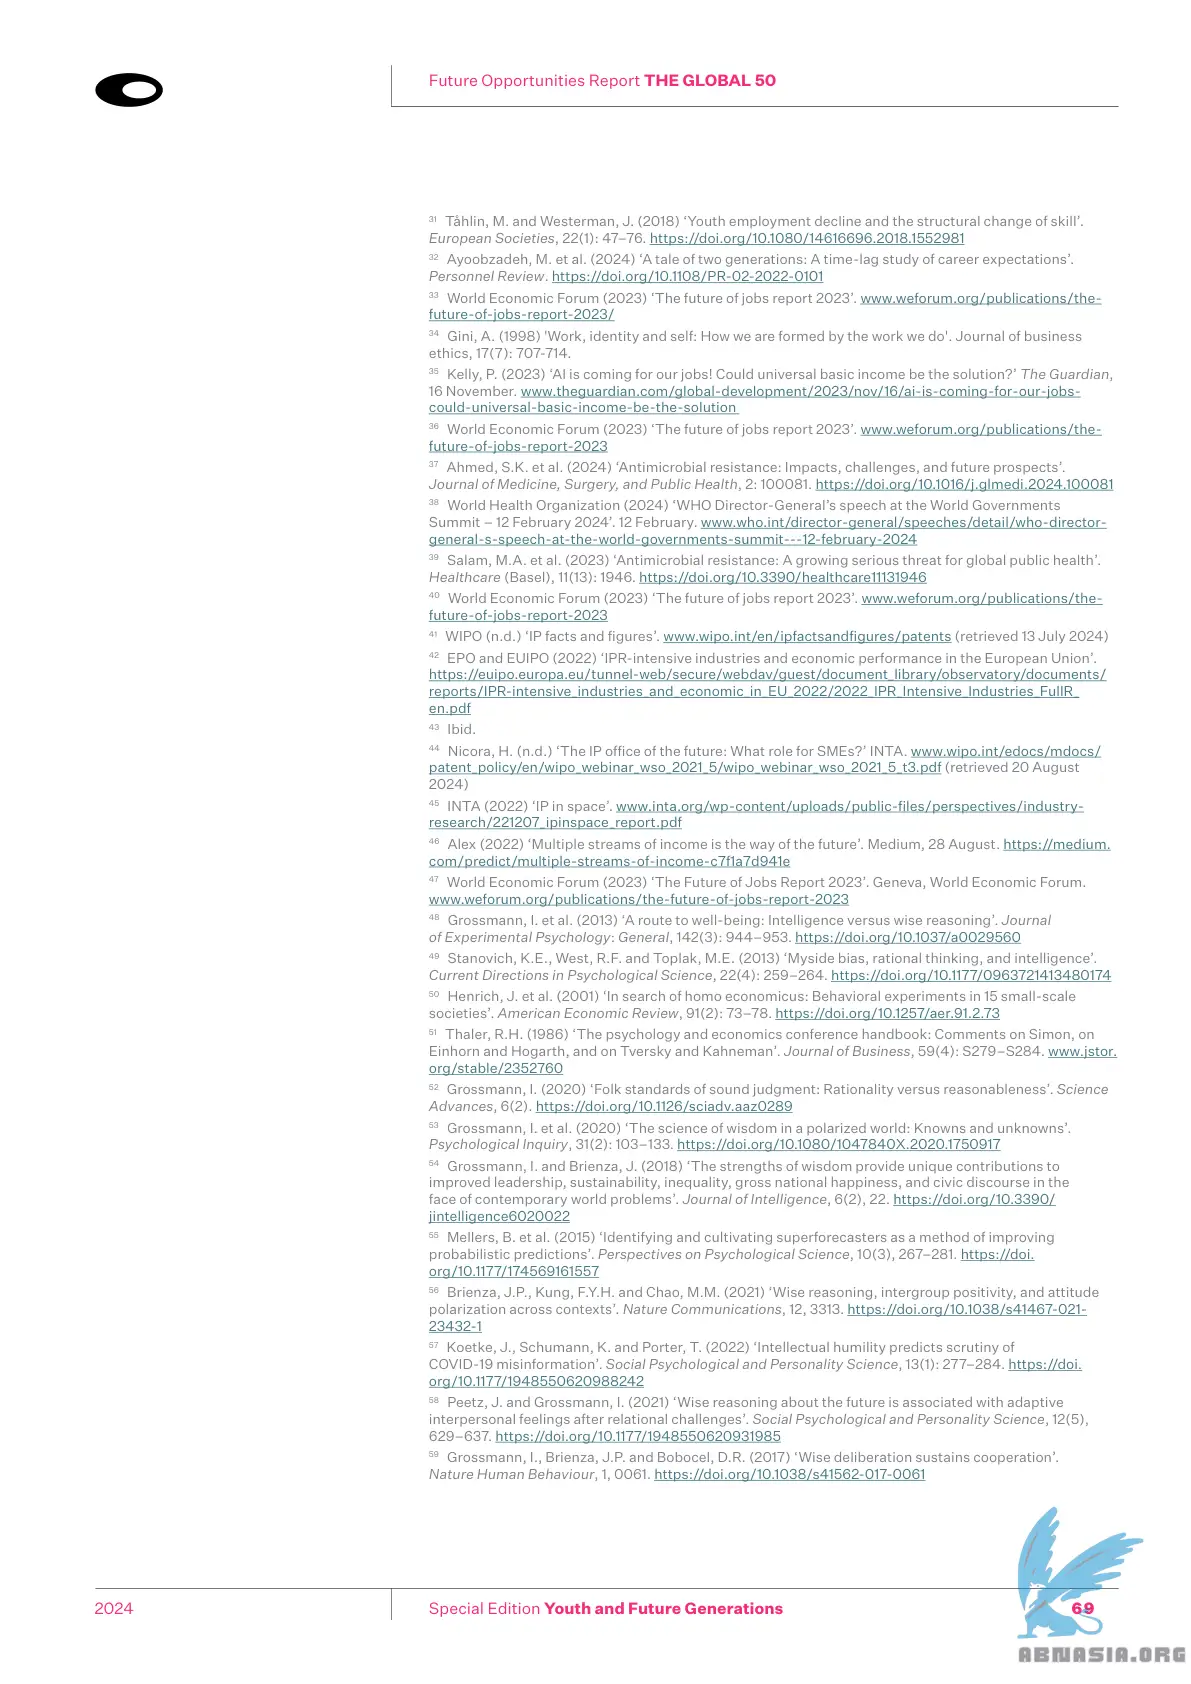 Future Opportunities Report THE GLOBAL 50
31 Tåhlin, M. and Westerman, J. (2018) ‘Youth employment decline and the structural change of skill’.
European Societies, 22(1): 47–76. https://doi.org/10.1080/14616696.2018.1552981
32 Ayoobzadeh, M. et al. (2024) ‘A tale of two generations: A time-lag study of career expectations’.
Personnel Review. https://doi.org/10.1108/PR-02-2022-0101
33 World Economic Forum (2023) ‘The future of jobs report 2023’. www.weforum.org/publications/the-
future-of-jobs-report-2023/
34 Gini, A. (1998) 'Work, identity and self: How we are formed by the work we do'. Journal of business
ethics, 17(7): 707-714.
35 Kelly, P. (2023) ‘AI is coming for our jobs! Could universal basic income be the solution?’ The Guardian,
16 November. www.theguardian.com/global-development/2023/nov/16/ai-is-coming-for-our-jobs-
could-universal-basic-income-be-the-solution
36 World Economic Forum (2023) ‘The future of jobs report 2023’. www.weforum.org/publications/the-
future-of-jobs-report-2023
37 Ahmed, S.K. et al. (2024) ‘Antimicrobial resistance: Impacts, challenges, and future prospects’.
Journal of Medicine, Surgery, and Public Health, 2: 100081. https://doi.org/10.1016/j.glmedi.2024.100081
38 World Health Organization (2024) ‘WHO Director-General’s speech at the World Governments
Summit – 12 February 2024’. 12 February. www.who.int/director-general/speeches/detail/who-director-
general-s-speech-at-the-world-governments-summit---12-february-2024
39 Salam, M.A. et al. (2023) ‘Antimicrobial resistance: A growing serious threat for global public health’.
Healthcare (Basel), 11(13): 1946. https://doi.org/10.3390/healthcare11131946
40 World Economic Forum (2023) ‘The future of jobs report 2023’. www.weforum.org/publications/the-
future-of-jobs-report-2023
41 WIPO (n.d.) ‘IP facts and figures’. www.wipo.int/en/ipfactsandfigures/patents (retrieved 13 July 2024)
42 EPO and EUIPO (2022) ‘IPR-intensive industries and economic performance in the European Union’.
https://euipo.europa.eu/tunnel-web/secure/webdav/guest/document_library/observatory/documents/
reports/IPR-intensive_industries_and_economic_in_EU_2022/2022_IPR_Intensive_Industries_FullR_
en.pdf
43 Ibid.
44 Nicora, H. (n.d.) ‘The IP office of the future: What role for SMEs?’ INTA. www.wipo.int/edocs/mdocs/
patent_policy/en/wipo_webinar_wso_2021_5/wipo_webinar_wso_2021_5_t3.pdf (retrieved 20 August
2024)
45 INTA (2022) ‘IP in space’. www.inta.org/wp-content/uploads/public-files/perspectives/industry-
research/221207_ipinspace_report.pdf
46 Alex (2022) ‘Multiple streams of income is the way of the future’. Medium, 28 August. https://medium.
com/predict/multiple-streams-of-income-c7f1a7d941e
47 World Economic Forum (2023) ‘The Future of Jobs Report 2023’. Geneva, World Economic Forum.
www.weforum.org/publications/the-future-of-jobs-report-2023
48 Grossmann, I. et al. (2013) ‘A route to well-being: Intelligence versus wise reasoning’. Journal
of Experimental Psychology: General, 142(3): 944–953. https://doi.org/10.1037/a0029560
49 Stanovich, K.E., West, R.F. and Toplak, M.E. (2013) ‘Myside bias, rational thinking, and intelligence’.
Current Directions in Psychological Science, 22(4): 259–264. https://doi.org/10.1177/0963721413480174
50 Henrich, J. et al. (2001) ‘In search of homo economicus: Behavioral experiments in 15 small-scale
societies’. American Economic Review, 91(2): 73–78. https://doi.org/10.1257/aer.91.2.73
51 Thaler, R.H. (1986) ‘The psychology and economics conference handbook: Comments on Simon, on
Einhorn and Hogarth, and on Tversky and Kahneman’. Journal of Business, 59(4): S279–S284. www.jstor.
org/stable/2352760
52 Grossmann, I. (2020) ‘Folk standards of sound judgment: Rationality versus reasonableness’. Science
Advances, 6(2). https://doi.org/10.1126/sciadv.aaz0289
53 Grossmann, I. et al. (2020) ‘The science of wisdom in a polarized world: Knowns and unknowns’.
Psychological Inquiry, 31(2): 103–133. https://doi.org/10.1080/1047840X.2020.1750917
54 Grossmann, I. and Brienza, J. (2018) ‘The strengths of wisdom provide unique contributions to
improved leadership, sustainability, inequality, gross national happiness, and civic discourse in the
face of contemporary world problems’. Journal of Intelligence, 6(2), 22. https://doi.org/10.3390/
jintelligence6020022
55 Mellers, B. et al. (2015) ‘Identifying and cultivating superforecasters as a method of improving
probabilistic predictions’. Perspectives on Psychological Science, 10(3), 267–281. https://doi.
org/10.1177/174569161557
56 Brienza, J.P., Kung, F.Y.H. and Chao, M.M. (2021) ‘Wise reasoning, intergroup positivity, and attitude
polarization across contexts’. Nature Communications, 12, 3313. https://doi.org/10.1038/s41467-021-
23432-1
57 Koetke, J., Schumann, K. and Porter, T. (2022) ‘Intellectual humility predicts scrutiny of
COVID-19 misinformation’. Social Psychological and Personality Science, 13(1): 277–284. https://doi.
org/10.1177/1948550620988242
58 Peetz, J. and Grossmann, I. (2021) ‘Wise reasoning about the future is associated with adaptive
interpersonal feelings after relational challenges’. Social Psychological and Personality Science, 12(5),
629–637. https://doi.org/10.1177/1948550620931985
59 Grossmann, I., Brienza, J.P. and Bobocel, D.R. (2017) ‘Wise deliberation sustains cooperation’.
Nature Human Behaviour, 1, 0061. https://doi.org/10.1038/s41562-017-0061
2024
Special Edition Youth and Future Generations
69
ABNASIA.ORG